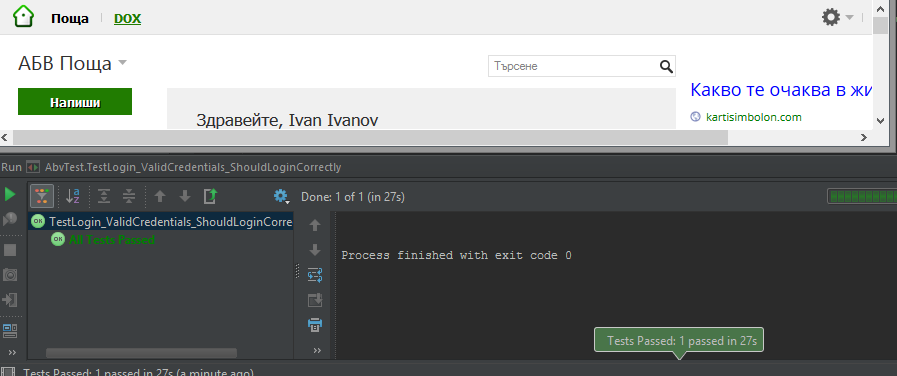 Поща DOX
АБВ Поща
Търсене
Какво те очаква в жи
Напиши
kartisimbolon.com
Здравейте, Ivan Ivanov
Run AbvTest.TestLogin_ValidCredentials_ShouldLoginCorrectly
Done: 1 of 1 (in 27s)
OK TestLogin_ValidCredentials_ShouldLoginCorre
OK All Tests Passed
Process finished with exit code 0
Tests Passed: 1 passed in 27s
Tests Passed: 1 passed in 27s (a minute ago)